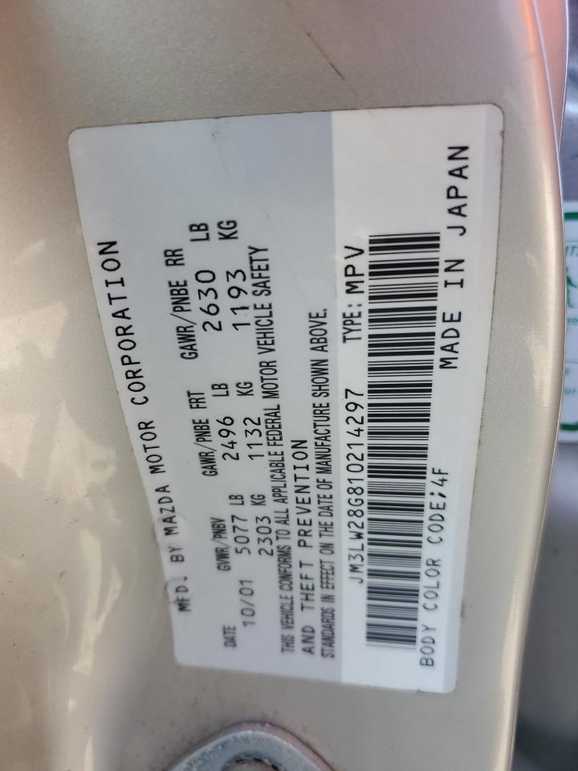 MFD. BY MAZDA MOTOR CORPORATION
DATE GVWR/PNBV GAWR/PNBE FRT GAWR/PNBE RR
10/01 5077 LB 2496 LB 2630 LB
2303 KG 1132 KG 1193 KG
THIS VEHICLE CONFORMS TO ALL APPLICABLE FEDERAL MOTOR VEHICLE SAFETY
AND THEFT PREVENTION
STANDARDS IN EFFECT ON THE DATE OF MANUFACTURE SHOWN ABOVE.
JM3LW28G810214297 TYPE: MPV
BODY COLOR CODE;4F MADE IN JAPAN